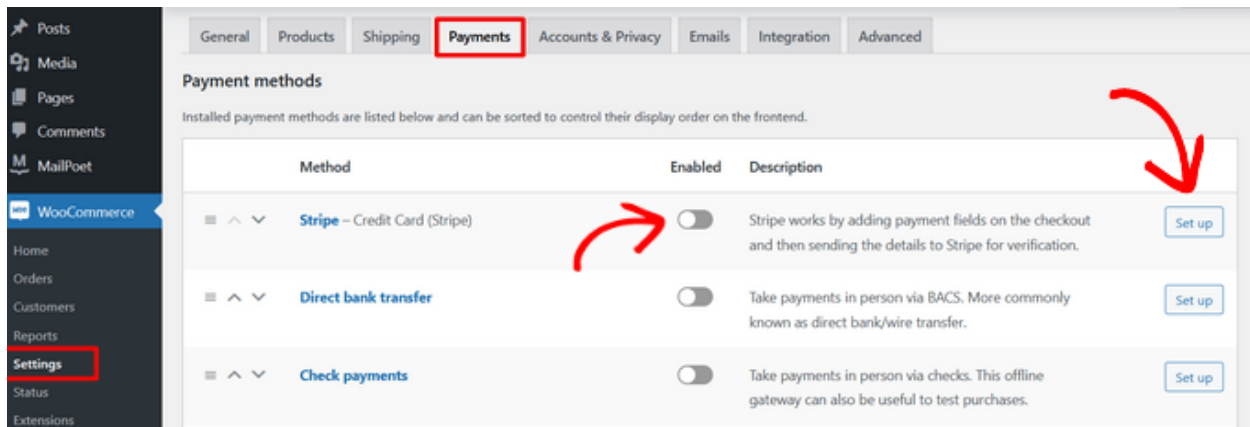 Posts
Media
Pages
Comments
MailPoet
WooCommerce
Home
Orders
Customers
Reports
Settings
Status
Extensions
General Products Shipping Payments Accounts & Privacy Emails Integration Advanced
Payment methods
Installed payment methods are listed below and can be sorted to control their display order on the frontend.
Method Enabled Description
Stripe – Credit Card (Stripe)
Stripe works by adding payment fields on the checkout
and then sending the details to Stripe for verification.
Set up
Direct bank transfer
Take payments in person via BACS. More commonly
known as direct bank/wire transfer.
Set up
Check payments
Take payments in person via checks. This offline
gateway can also be useful to test purchases.
Set up